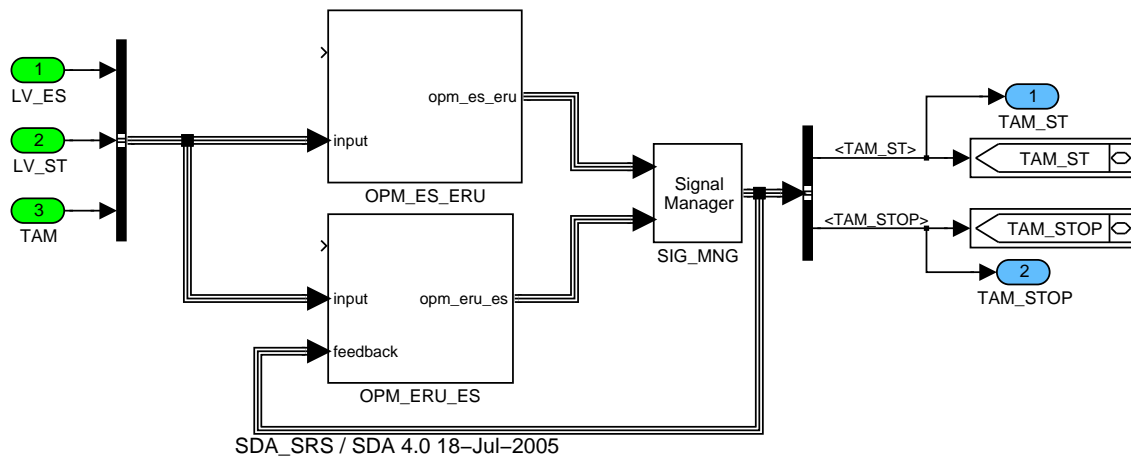 1
LV_ES
2
LV_ST
3
TAM
opm_es_eru
input
OPM_ES_ERU
input
opm_eru_es
feedback
OPM_ERU_ES
Signal
Manager
SIG_MNG
<TAM_ST>
<TAM_STOP>
1
TAM_ST
TAM_ST
TAM_STOP
2
TAM_STOP
SDA_SRS / SDA 4.0 18–Jul–2005